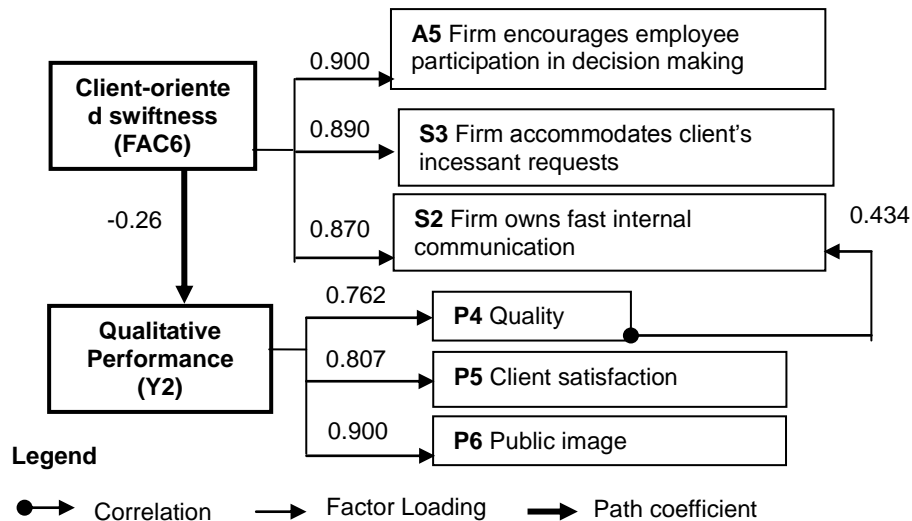 A5 Firm encourages employee
participation in decision making
0.900
Client-oriente
d swiftness
(FAC6)
0.890
S3 Firm accommodates client's
incessant requests
-0.26
0.870
S2 Firm owns fast internal
communication
0.434
0.762
P4 Quality
Qualitative
Performance
(Y2)
0.807
P5 Client satisfaction
0.900
P6 Public image
Legend
Correlation
Factor Loading
Path coefficient